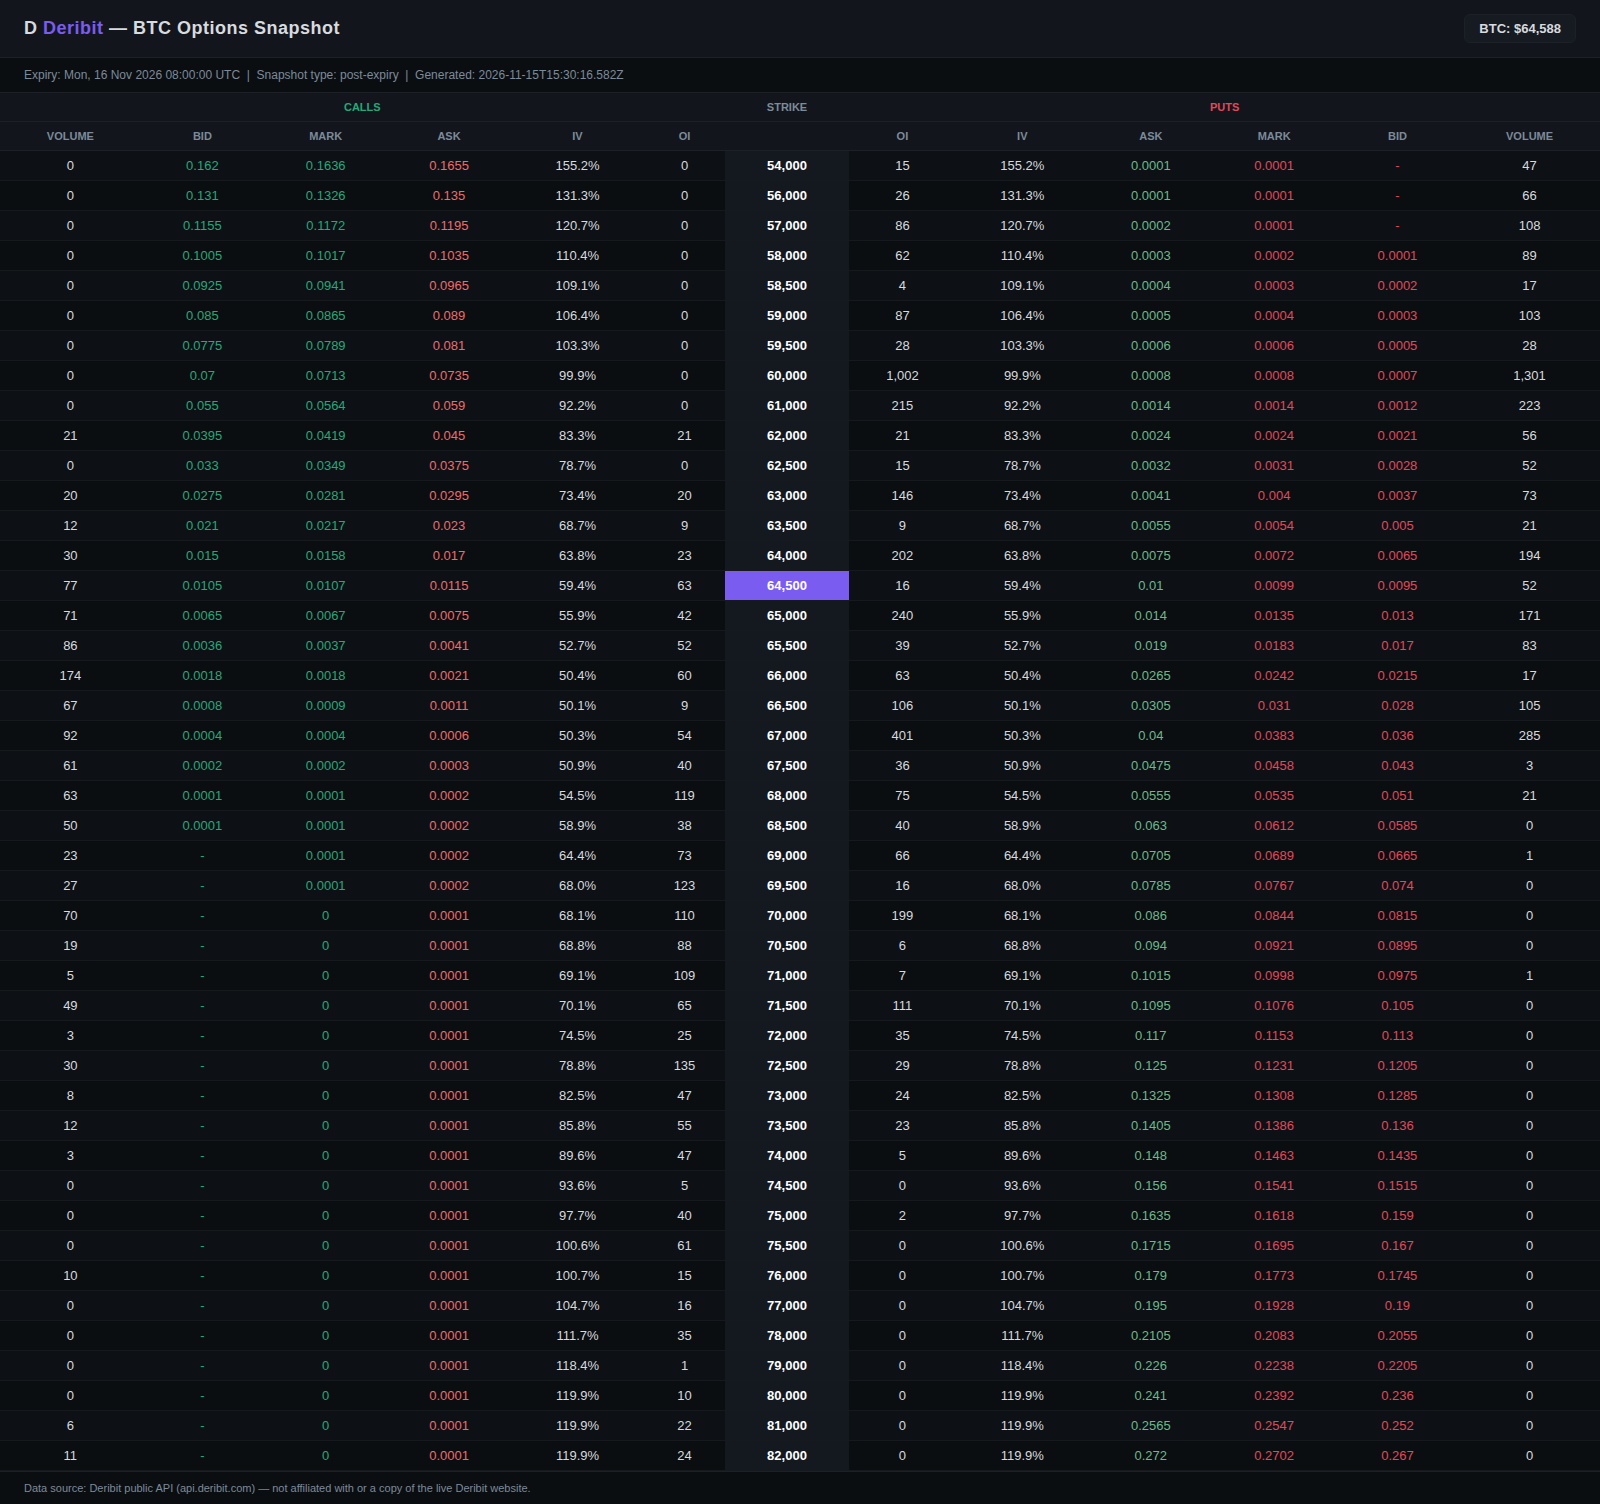 D Deribit — BTC Options Snapshot
BTC: $64,588
Expiry: Mon, 16 Nov 2026 08:00:00 UTC | Snapshot type: post-expiry | Generated: 2026-11-15T15:30:16.582Z
CALLS STRIKE PUTS
VOLUME BID MARK ASK IV OI OI IV ASK MARK BID VOLUME
0 0.162 0.1636 0.1655 155.2% 0 54,000 15 155.2% 0.0001 0.0001 - 47
0 0.131 0.1326 0.135 131.3% 0 56,000 26 131.3% 0.0001 0.0001 - 66
0 0.1155 0.1172 0.1195 120.7% 0 57,000 86 120.7% 0.0002 0.0001 - 108
0 0.1005 0.1017 0.1035 110.4% 0 58,000 62 110.4% 0.0003 0.0002 0.0001 89
0 0.0925 0.0941 0.0965 109.1% 0 58,500 4 109.1% 0.0004 0.0003 0.0002 17
0 0.085 0.0865 0.089 106.4% 0 59,000 87 106.4% 0.0005 0.0004 0.0003 103
0 0.0775 0.0789 0.081 103.3% 0 59,500 28 103.3% 0.0006 0.0006 0.0005 28
0 0.07 0.0713 0.0735 99.9% 0 60,000 1,002 99.9% 0.0008 0.0008 0.0007 1,301
0 0.055 0.0564 0.059 92.2% 0 61,000 215 92.2% 0.0014 0.0014 0.0012 223
21 0.0395 0.0419 0.045 83.3% 21 62,000 21 83.3% 0.0024 0.0024 0.0021 56
0 0.033 0.0349 0.0375 78.7% 0 62,500 15 78.7% 0.0032 0.0031 0.0028 52
20 0.0275 0.0281 0.0295 73.4% 20 63,000 146 73.4% 0.0041 0.004 0.0037 73
12 0.021 0.0217 0.023 68.7% 9 63,500 9 68.7% 0.0055 0.0054 0.005 21
30 0.015 0.0158 0.017 63.8% 23 64,000 202 63.8% 0.0075 0.0072 0.0065 194
77 0.0105 0.0107 0.0115 59.4% 63 64,500 16 59.4% 0.01 0.0099 0.0095 52
71 0.0065 0.0067 0.0075 55.9% 42 65,000 240 55.9% 0.014 0.0135 0.013 171
86 0.0036 0.0037 0.0041 52.7% 52 65,500 39 52.7% 0.019 0.0183 0.017 83
174 0.0018 0.0018 0.0021 50.4% 60 66,000 63 50.4% 0.0265 0.0242 0.0215 17
67 0.0008 0.0009 0.0011 50.1% 9 66,500 106 50.1% 0.0305 0.031 0.028 105
92 0.0004 0.0004 0.0006 50.3% 54 67,000 401 50.3% 0.04 0.0383 0.036 285
61 0.0002 0.0002 0.0003 50.9% 40 67,500 36 50.9% 0.0475 0.0458 0.043 3
63 0.0001 0.0001 0.0002 54.5% 119 68,000 75 54.5% 0.0555 0.0535 0.051 21
50 0.0001 0.0001 0.0002 58.9% 38 68,500 40 58.9% 0.063 0.0612 0.0585 0
23 - 0.0001 0.0002 64.4% 73 69,000 66 64.4% 0.0705 0.0689 0.0665 1
27 - 0.0001 0.0002 68.0% 123 69,500 16 68.0% 0.0785 0.0767 0.074 0
70 - 0 0.0001 68.1% 110 70,000 199 68.1% 0.086 0.0844 0.0815 0
19 - 0 0.0001 68.8% 88 70,500 6 68.8% 0.094 0.0921 0.0895 0
5 - 0 0.0001 69.1% 109 71,000 7 69.1% 0.1015 0.0998 0.0975 1
49 - 0 0.0001 70.1% 65 71,500 111 70.1% 0.1095 0.1076 0.105 0
3 - 0 0.0001 74.5% 25 72,000 35 74.5% 0.117 0.1153 0.113 0
30 - 0 0.0001 78.8% 135 72,500 29 78.8% 0.125 0.1231 0.1205 0
8 - 0 0.0001 82.5% 47 73,000 24 82.5% 0.1325 0.1308 0.1285 0
12 - 0 0.0001 85.8% 55 73,500 23 85.8% 0.1405 0.1386 0.136 0
3 - 0 0.0001 89.6% 47 74,000 5 89.6% 0.148 0.1463 0.1435 0
0 - 0 0.0001 93.6% 5 74,500 0 93.6% 0.156 0.1541 0.1515 0
0 - 0 0.0001 97.7% 40 75,000 2 97.7% 0.1635 0.1618 0.159 0
0 - 0 0.0001 100.6% 61 75,500 0 100.6% 0.1715 0.1695 0.167 0
10 - 0 0.0001 100.7% 15 76,000 0 100.7% 0.179 0.1773 0.1745 0
0 - 0 0.0001 104.7% 16 77,000 0 104.7% 0.195 0.1928 0.19 0
0 - 0 0.0001 111.7% 35 78,000 0 111.7% 0.2105 0.2083 0.2055 0
0 - 0 0.0001 118.4% 1 79,000 0 118.4% 0.226 0.2238 0.2205 0
0 - 0 0.0001 119.9% 10 80,000 0 119.9% 0.241 0.2392 0.236 0
6 - 0 0.0001 119.9% 22 81,000 0 119.9% 0.2565 0.2547 0.252 0
11 - 0 0.0001 119.9% 24 82,000 0 119.9% 0.272 0.2702 0.267 0
Data source: Deribit public API (api.deribit.com) — not affiliated with or a copy of the live Deribit website.